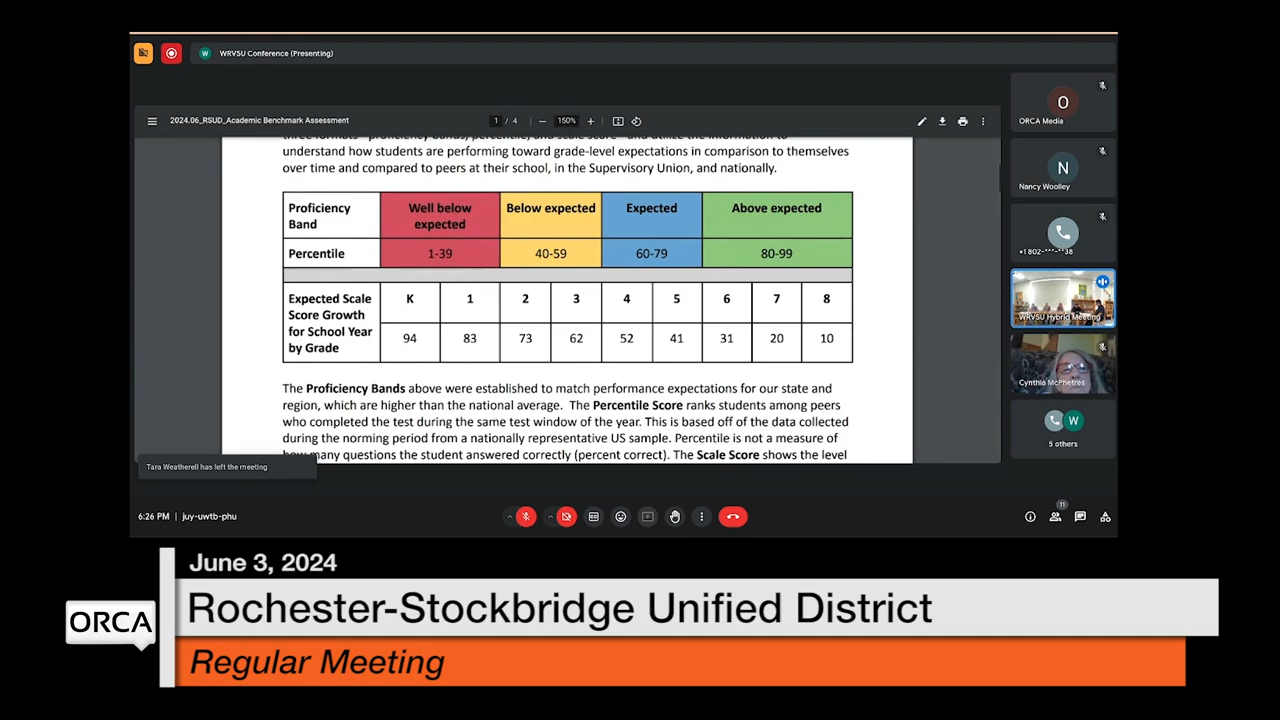 WRVSU Conference (Presenting)
2024.06_RSUD_Academic Benchmark Assessment
1 / 4
150%
understand how students are performing toward grade-level expectations in comparison to themselves
over time and compared to peers at their school, in the Supervisory Union, and nationally.
Proficiency Band Well below expected Below expected Expected Above expected
Percentile 1-39 40-59 60-79 80-99
Expected Scale Score Growth for School Year by Grade
K 1 2 3 4 5 6 7 8
94 83 73 62 52 41 31 20 10
The Proficiency Bands above were established to match performance expectations for our state and
region, which are higher than the national average. The Percentile Score ranks students among peers
who completed the test during the same test window of the year. This is based off of the data collected
during the norming period from a nationally representative US sample. Percentile is not a measure of
how many questions the student answered correctly (percent correct). The Scale Score shows the level
Tara Weatherell has left the meeting
O
ORCA Media
N
Nancy Woolley
+1 802-***-**38
WRVSU Hybrid Meeting
Cynthia McPhetres
W
5 others
6:26 PM | juy-uwtb-phu
11
June 3, 2024
ORCA
Rochester-Stockbridge Unified District
Regular Meeting